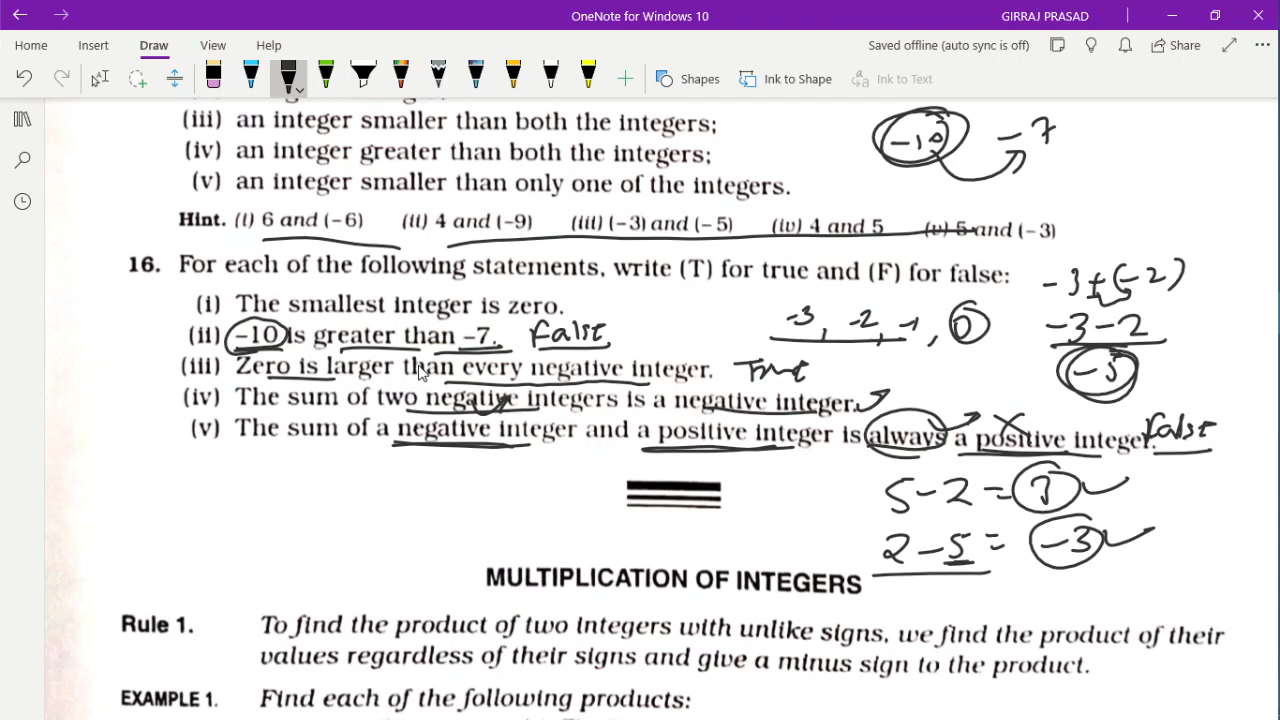 OneNote for Windows 10
GIRRAJ PRASAD
Home Insert Draw View Help
Saved offline (auto sync is off) Share
Shapes Ink to Shape Ink to Text
(iii) an integer smaller than both the integers;
(iv) an integer greater than both the integers;
(v) an integer smaller than only one of the integers.
-10 -7
Hint. (i) 6 and (-6) (ii) 4 and (-9) (iii) (-3) and (-5) (iv) 4 and 5 (v) 5 and (-3)
16. For each of the following statements, write (T) for true and (F) for false:
(i) The smallest integer is zero.
(ii) -10 is greater than -7. False
(iii) Zero is larger than every negative integer. True
(iv) The sum of two negative integers is a negative integer.
(v) The sum of a negative integer and a positive integer is always a positive integer. False
-3, -2, -1, 0
-3+(-2)
-3-2
-5
5-2=3
2-5=-3
MULTIPLICATION OF INTEGERS
Rule 1. To find the product of two integers with unlike signs, we find the product of their
values regardless of their signs and give a minus sign to the product.
EXAMPLE 1. Find each of the following products: